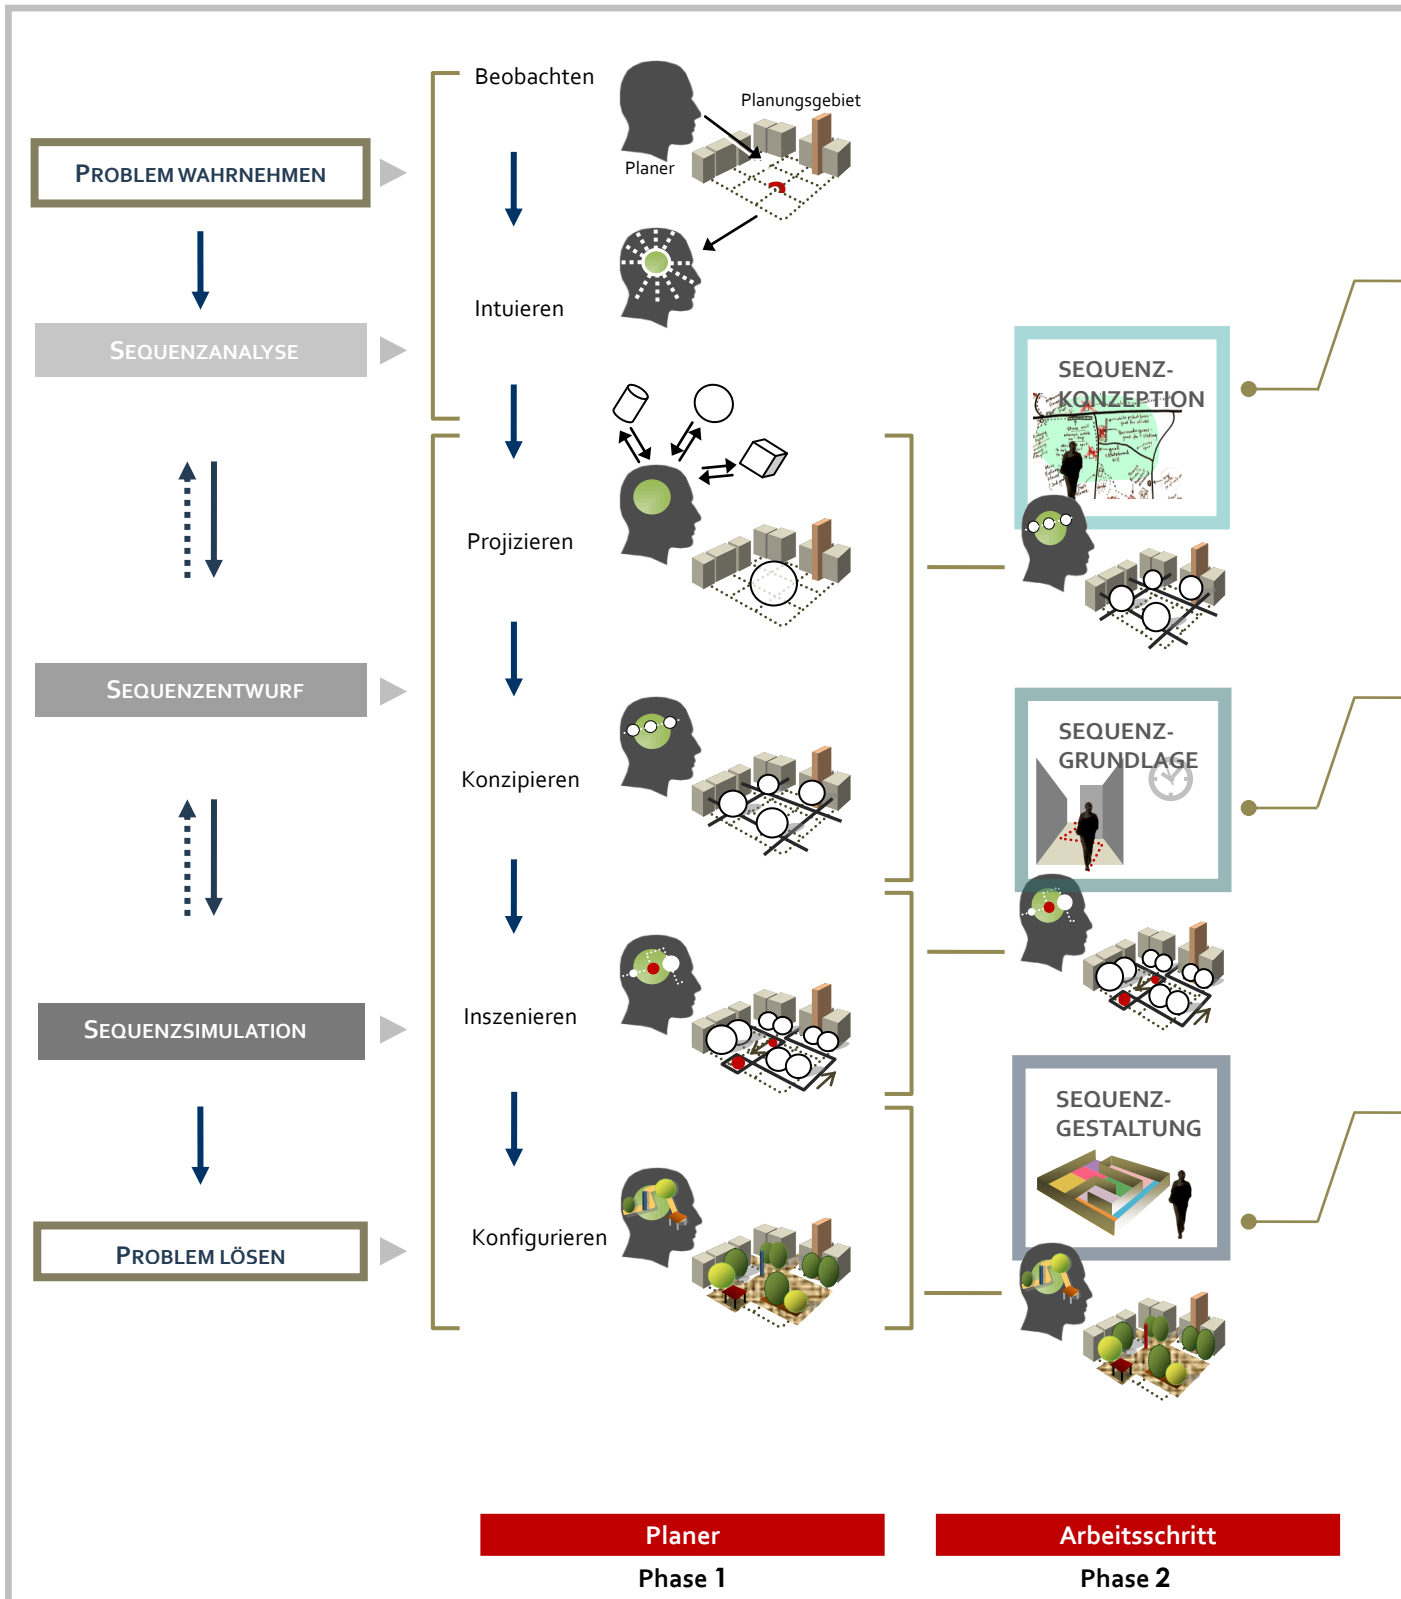 PROBLEM WAHRNEHMEN
SEQUENZANALYSE
SEQUENZENTWURF
SEQUENZSIMULATION
PROBLEM LÖSEN
Beobachten
Planungsgebiet
Planer
Intuieren
Projizieren
Konzipieren
Inszenieren
Konfigurieren
SEQUENZ-
KONZEPTION
SEQUENZ-
GRUNDLAGE
SEQUENZ-
GESTALTUNG
Planer
Phase 1
Arbeitsschritt
Phase 2